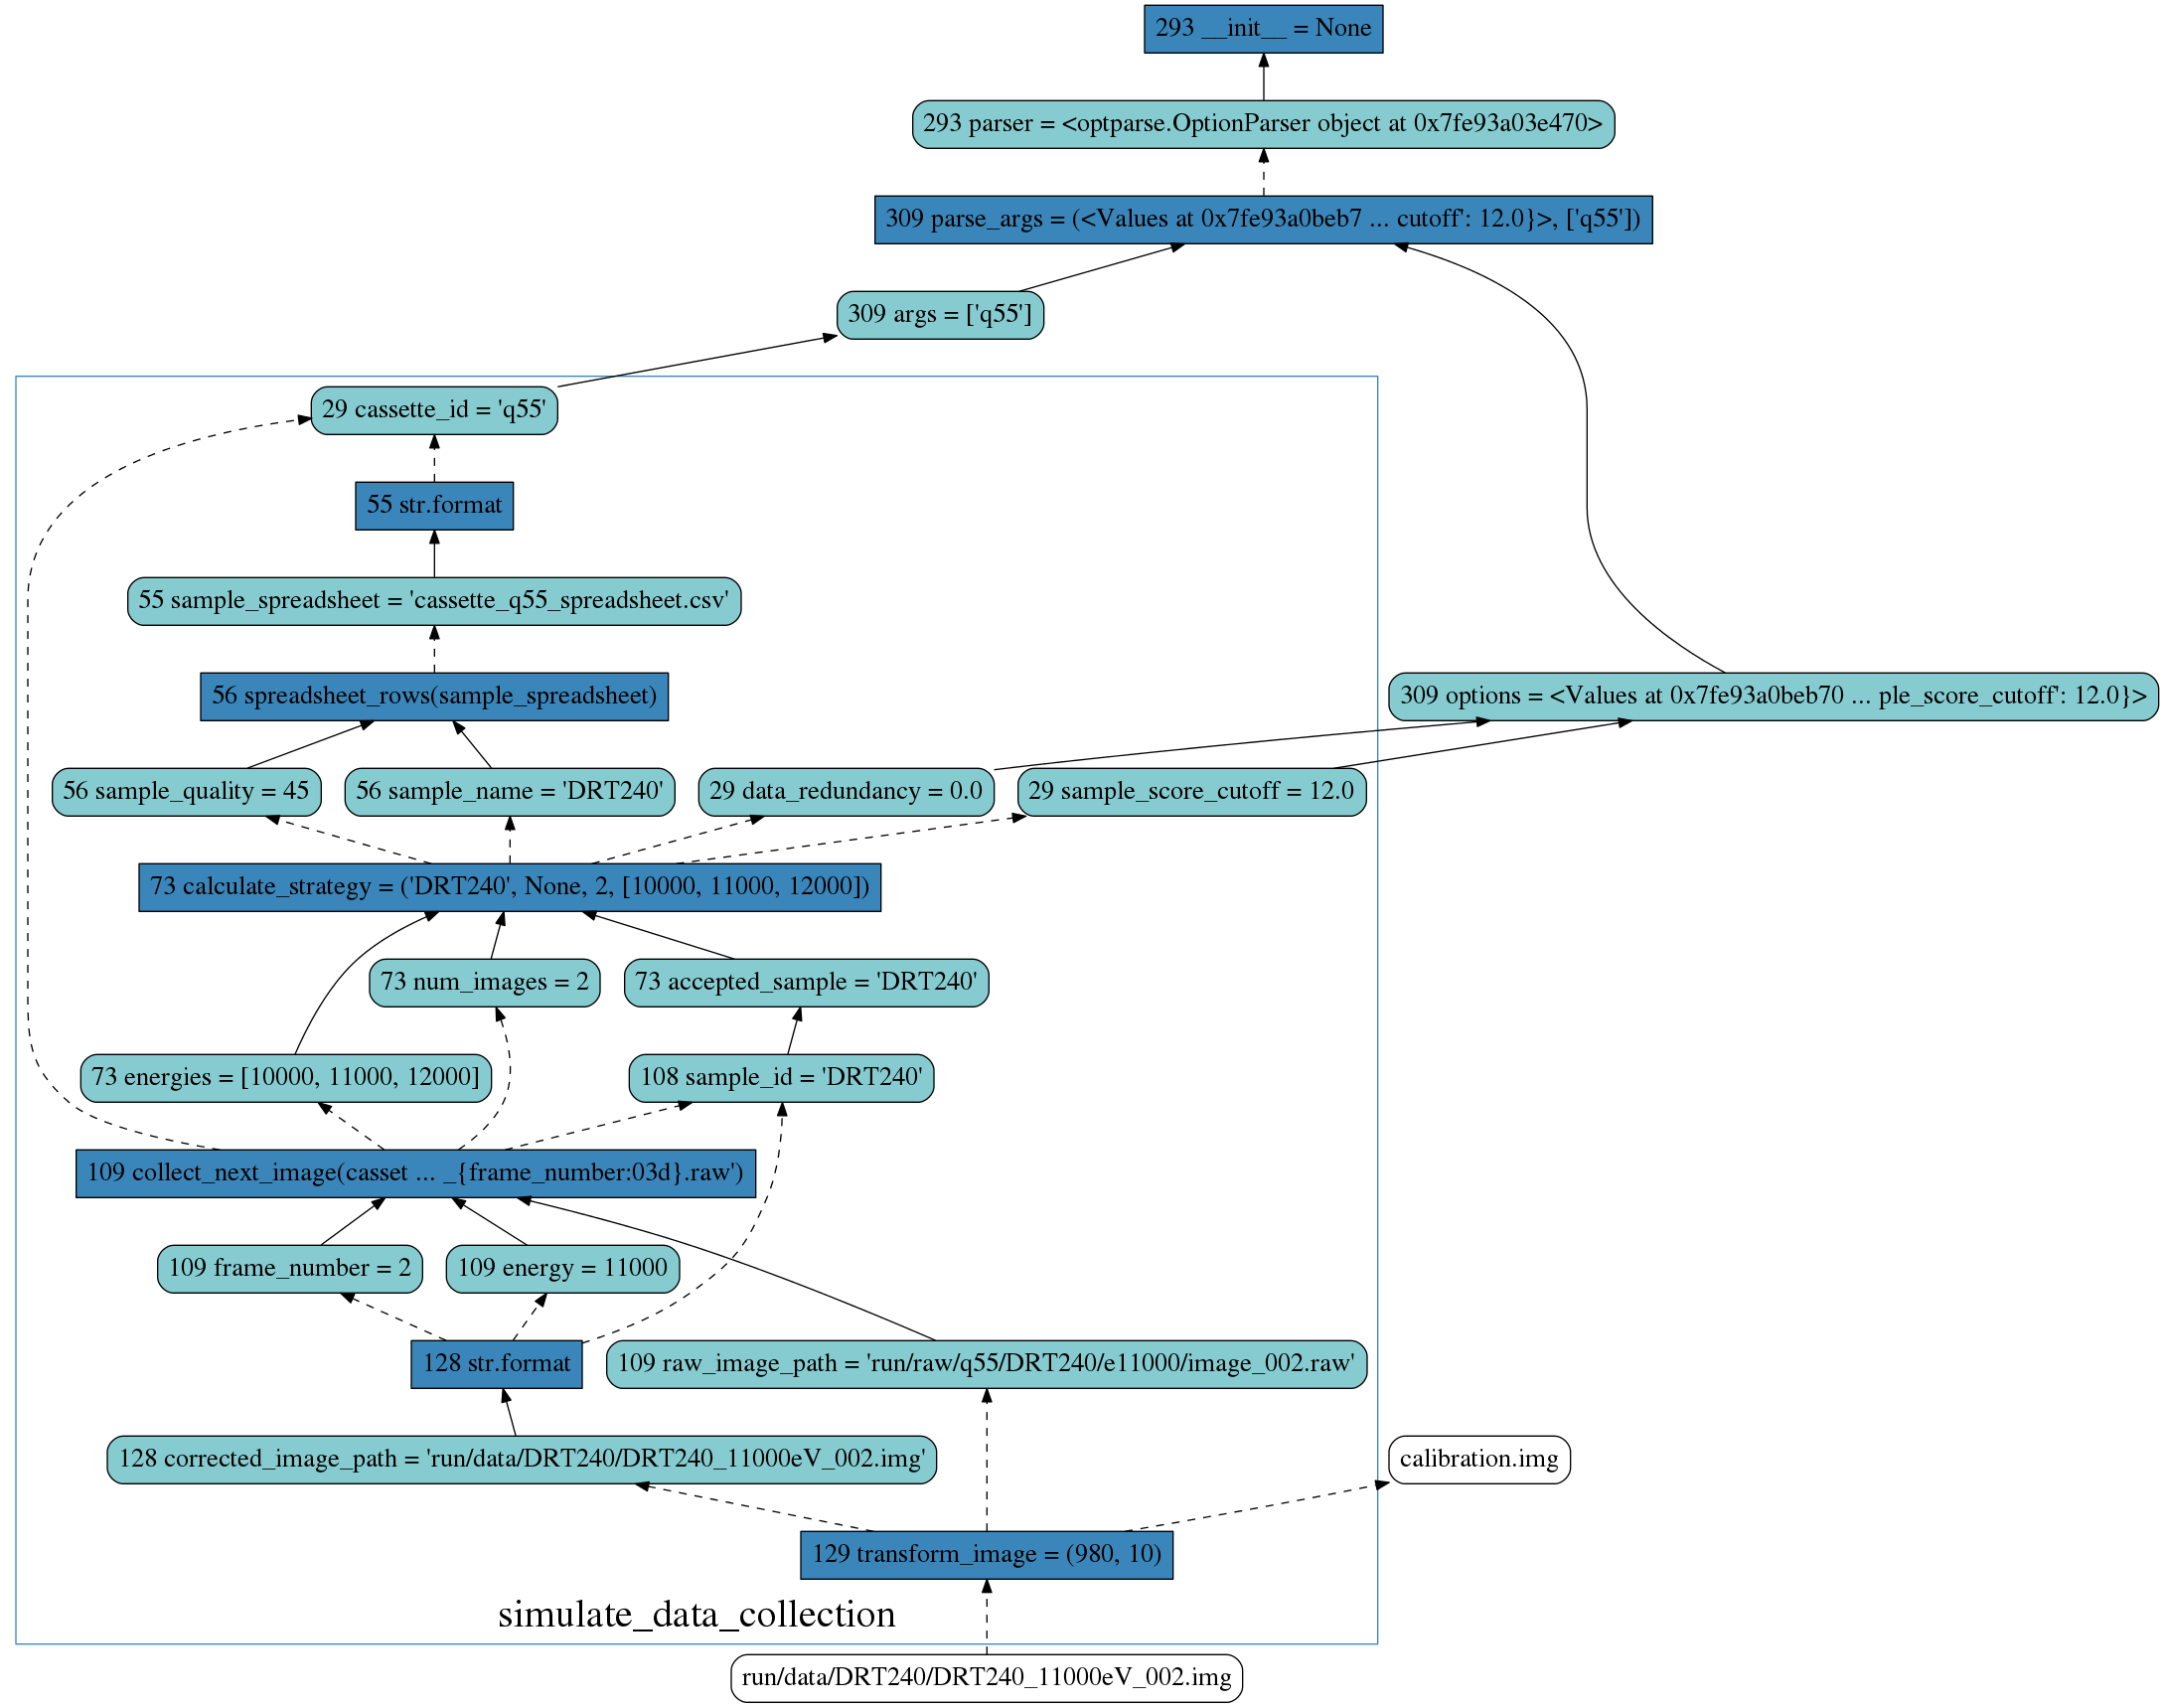 293 __init__ = None
293 parser = <optparse.OptionParser object at 0x7fe93a03e470>
309 parse_args = (<Values at 0x7fe93a0beb7 ... cutoff': 12.0}>, ['q55'])
309 args = ['q55']
29 cassette_id = 'q55'
55 str.format
55 sample_spreadsheet = 'cassette_q55_spreadsheet.csv'
56 spreadsheet_rows(sample_spreadsheet)
309 options = <Values at 0x7fe93a0beb70 ... ple_score_cutoff': 12.0}>
56 sample_quality = 45
56 sample_name = 'DRT240'
29 data_redundancy = 0.0
29 sample_score_cutoff = 12.0
73 calculate_strategy = ('DRT240', None, 2, [10000, 11000, 12000])
73 num_images = 2
73 accepted_sample = 'DRT240'
73 energies = [10000, 11000, 12000]
108 sample_id = 'DRT240'
109 collect_next_image(casset ... _{frame_number:03d}.raw')
109 frame_number = 2
109 energy = 11000
128 str.format
109 raw_image_path = 'run/raw/q55/DRT240/e11000/image_002.raw'
128 corrected_image_path = 'run/data/DRT240/DRT240_11000eV_002.img'
calibration.img
129 transform_image = (980, 10)
simulate_data_collection
run/data/DRT240/DRT240_11000eV_002.img